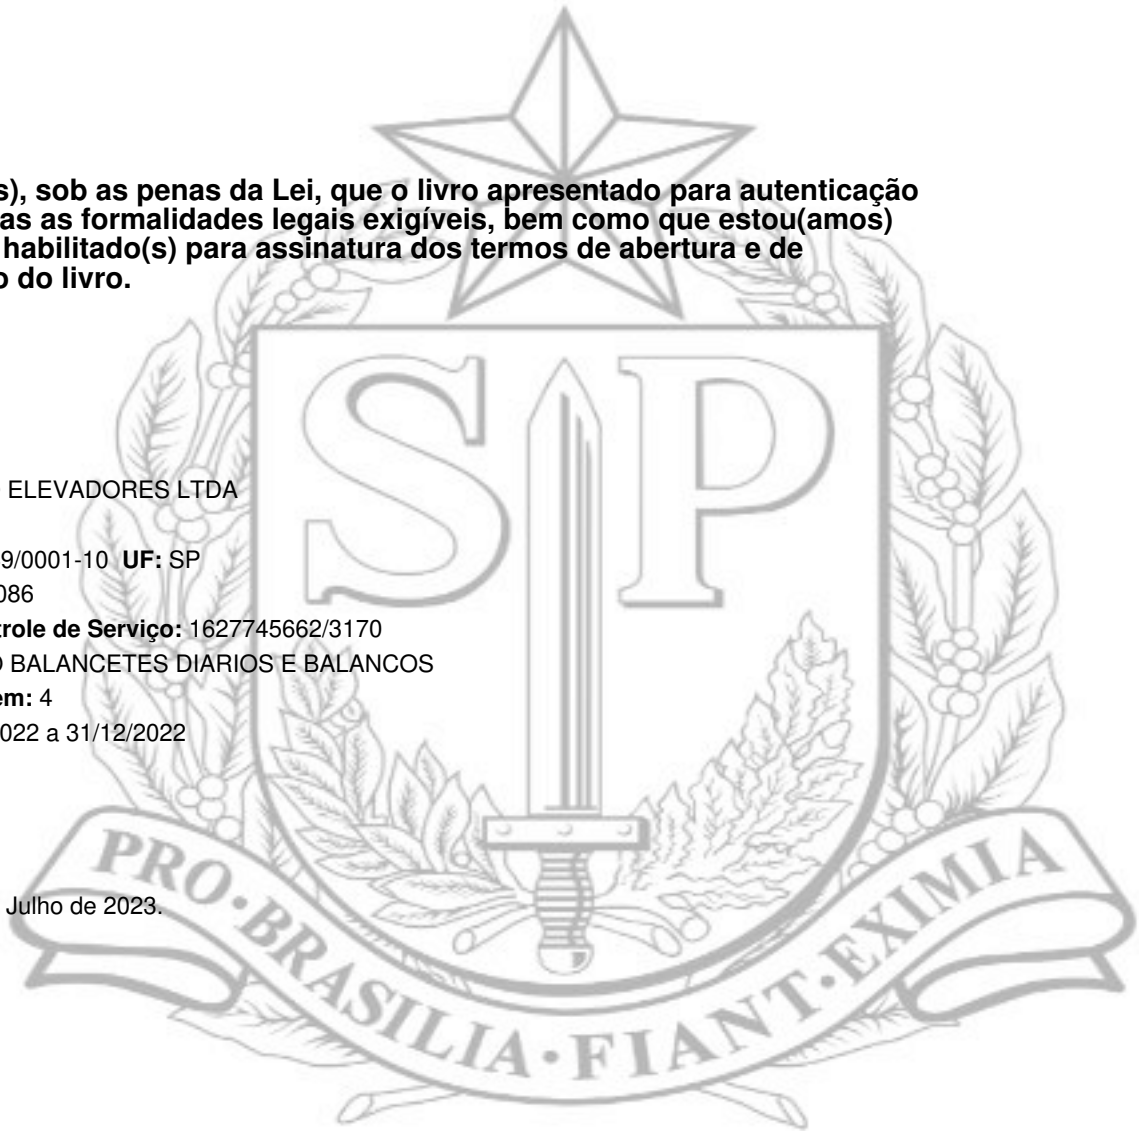 s), sob as penas da Lei, que o livro apresentado para autenticação
as as formalidades legais exigíveis, bem como que estou(amos)
habilitado(s) para assinatura dos termos de abertura e de
o do livro.
S P
ELEVADORES LTDA
9/0001-10 UF: SP
086
trole de Serviço: 1627745662/3170
O BALANCETES DIARIOS E BALANCOS
em: 4
022 a 31/12/2022
Julho de 2023.
PRO·BRASILIA·FIANT·EXIMIA